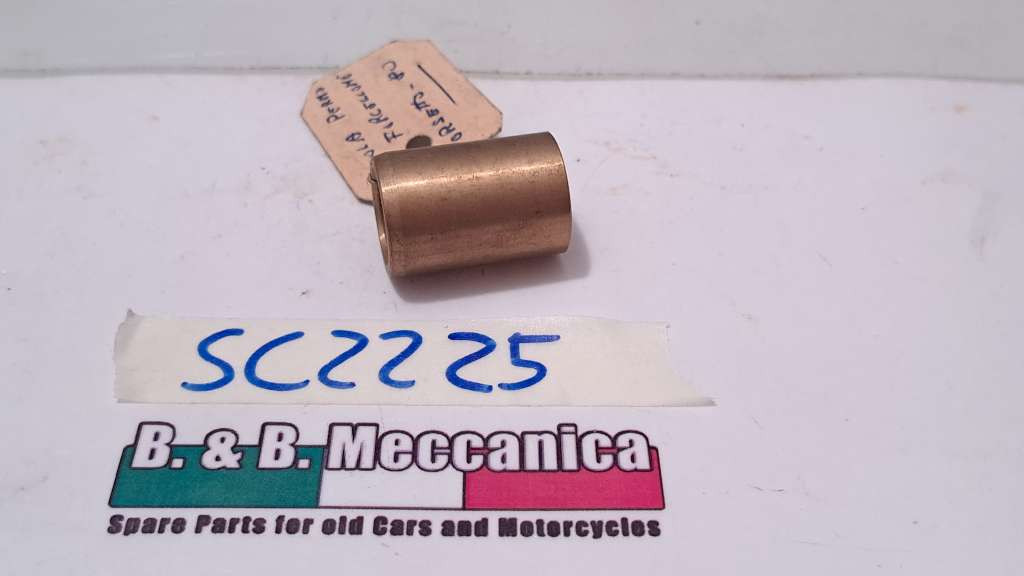 SC2225
B. & B. Meccanica
Spare Parts for old Cars and Motorcycles